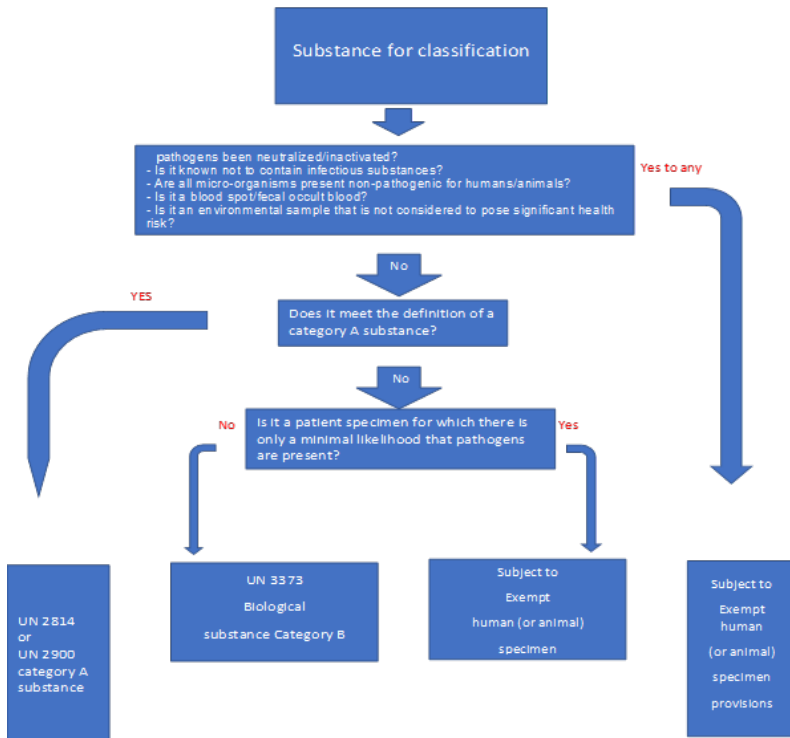 Substance for classification
pathogens been neutralized/inactivated?
- Is it known not to contain infectious substances?
- Are all micro-organisms present non-pathogenic for humans/animals?
- Is it a blood spot/fecal occult blood?
- Is it an environmental sample that is not considered to pose significant health
risk?
Yes to any
No
YES
Does it meet the definition of a
category A substance?
No
No
Is it a patient specimen for which there is
only a minimal likelihood that pathogens
are present?
Yes
UN 2814
or
UN 2900
category A
substance
UN 3373
Biological
substance Category B
Subject to
Exempt
human (or animal)
specimen
Subject to
Exempt
human
(or animal)
specimen
provisions